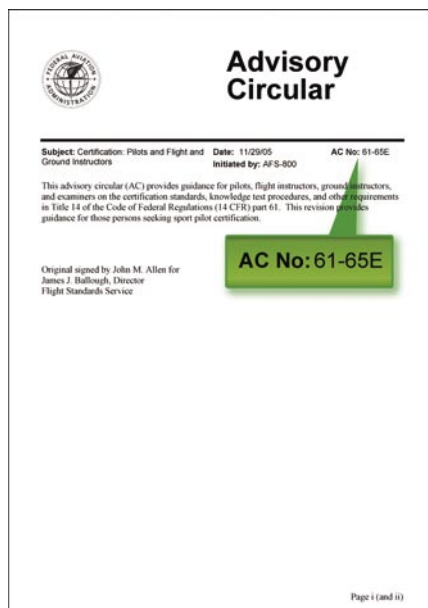 FEDERAL AVIATION
ADMINISTRATION
Advisory
Circular
Subject: Certification: Pilots and Flight and Ground Instructors
Date: 11/29/05
Initiated by: AFS-800
AC No: 61-65E
This advisory circular (AC) provides guidance for pilots, flight instructors, ground instructors,
and examiners on the certification standards, knowledge test procedures, and other requirements
in Title 14 of the Code of Federal Regulations (14 CFR) part 61. This revision provides
guidance for those persons seeking sport pilot certification.
AC No: 61-65E
Original signed by John M. Allen for
James J. Ballough, Director
Flight Standards Service
Page i (and ii)